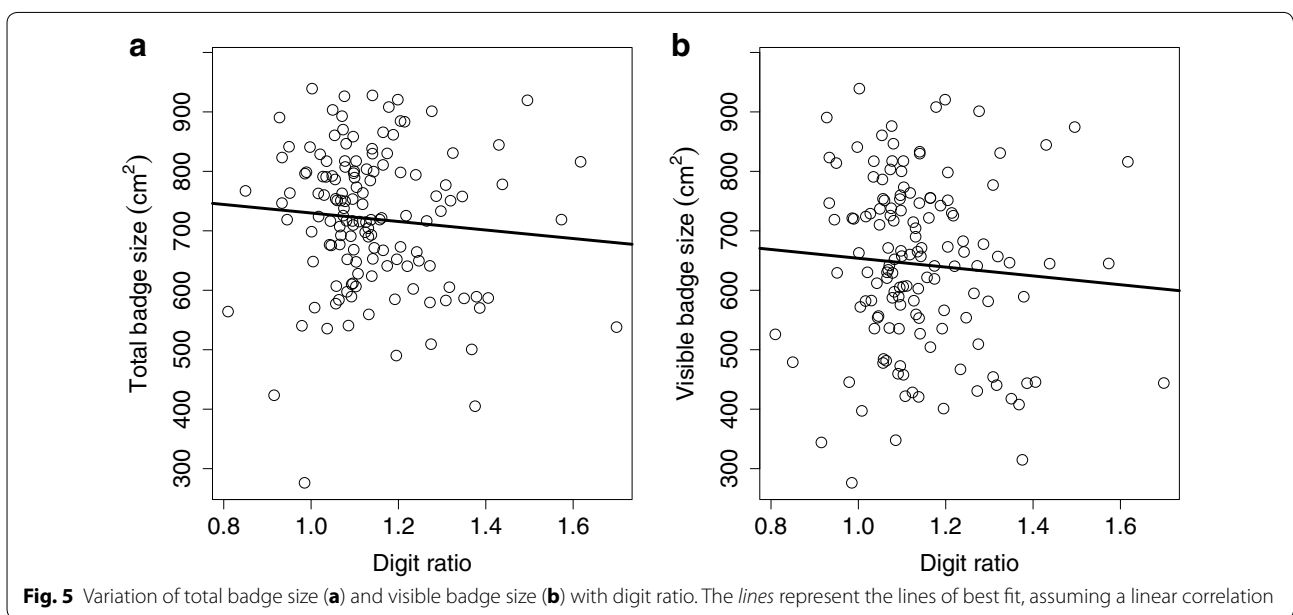 a
b
Total badge size (cm²)
900
800
700
600
500
400
300
0.8 1.0 1.2 1.4 1.6
Digit ratio
Visible badge size (cm²)
900
800
700
600
500
400
300
0.8 1.0 1.2 1.4 1.6
Digit ratio
Fig. 5 Variation of total badge size (a) and visible badge size (b) with digit ratio. The lines represent the lines of best fit, assuming a linear correlation